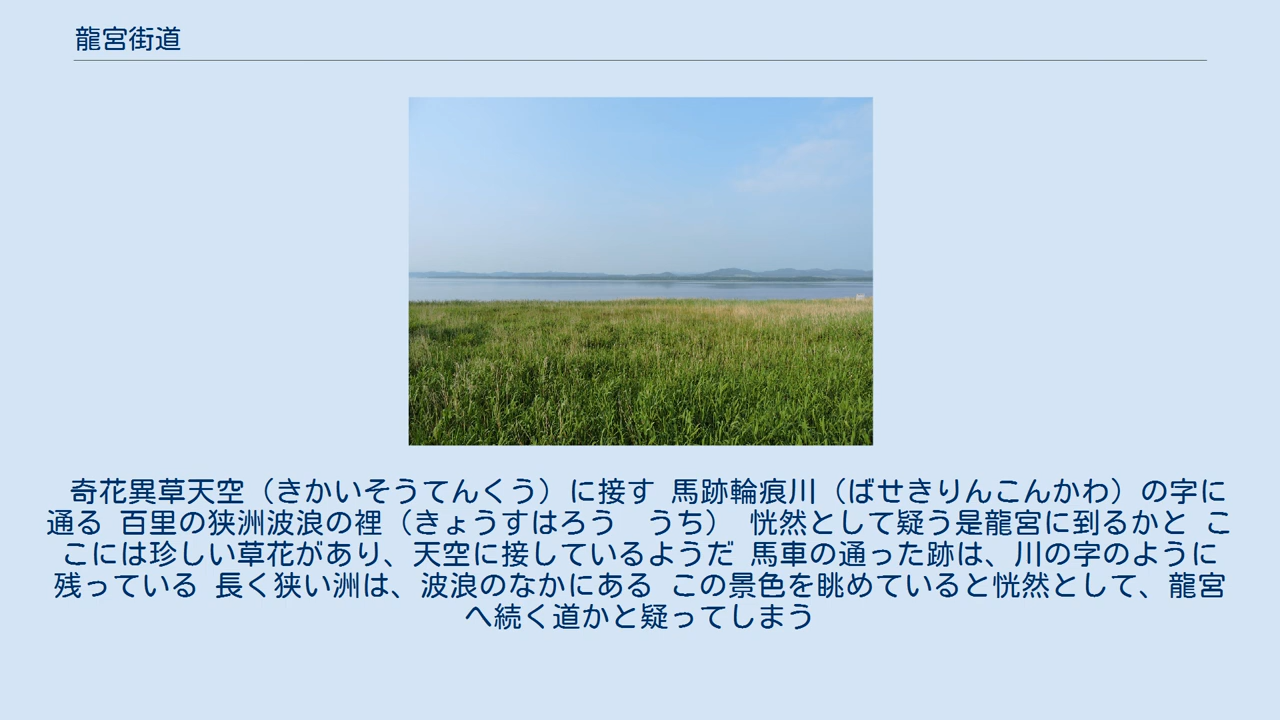 龍宮街道
奇花異草天空（きかいそうてんくう）に接す 馬跡輪痕川（ばせきりんこんかわ）の字に
通る 百里の狭洲波浪の裡（きょうすはろう　うち） 恍然として疑う是龍宮に到るかと こ
こには珍しい草花があり、天空に接しているようだ 馬車の通った跡は、川の字のように
残っている 長く狭い洲は、波浪のなかにある この景色を眺めていると恍然として、龍宮
へ続く道かと疑ってしまう